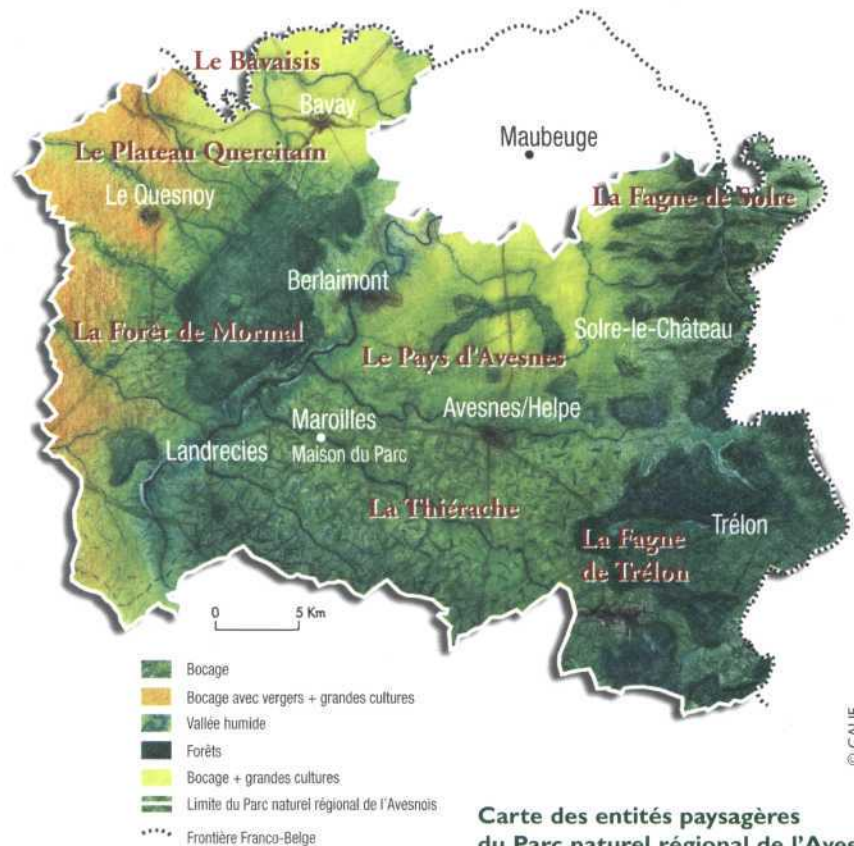 Le Bavaisis
Bavay
Maubeuge
Le Plateau Quercitain
La Fagne de Solre
Le Quesnoy
Berlaimont
La Forêt de Mormal
Solre-le-Château
Le Pays d'Avesnes
Maroilles
Avesnes/Helpe
Landrecies
Maison du Parc
La Thiérache
Trélon
La Fagne
de Trélon
0 5 Km
Bocage
Bocage avec vergers + grandes cultures
Vallée humide
Forêts
Bocage + grandes cultures
Limite du Parc naturel régional de l'Avesnois
Frontière Franco-Belge
Carte des entités paysagères